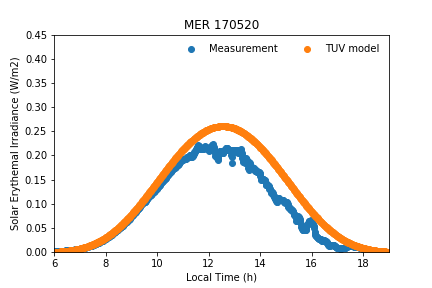 MER 170520
Measurement TUV model
Solar Erythemal Irradiance (W/m2)
0.45
0.40
0.35
0.30
0.25
0.20
0.15
0.10
0.05
0.00
6 8 10 12 14 16 18
Local Time (h)